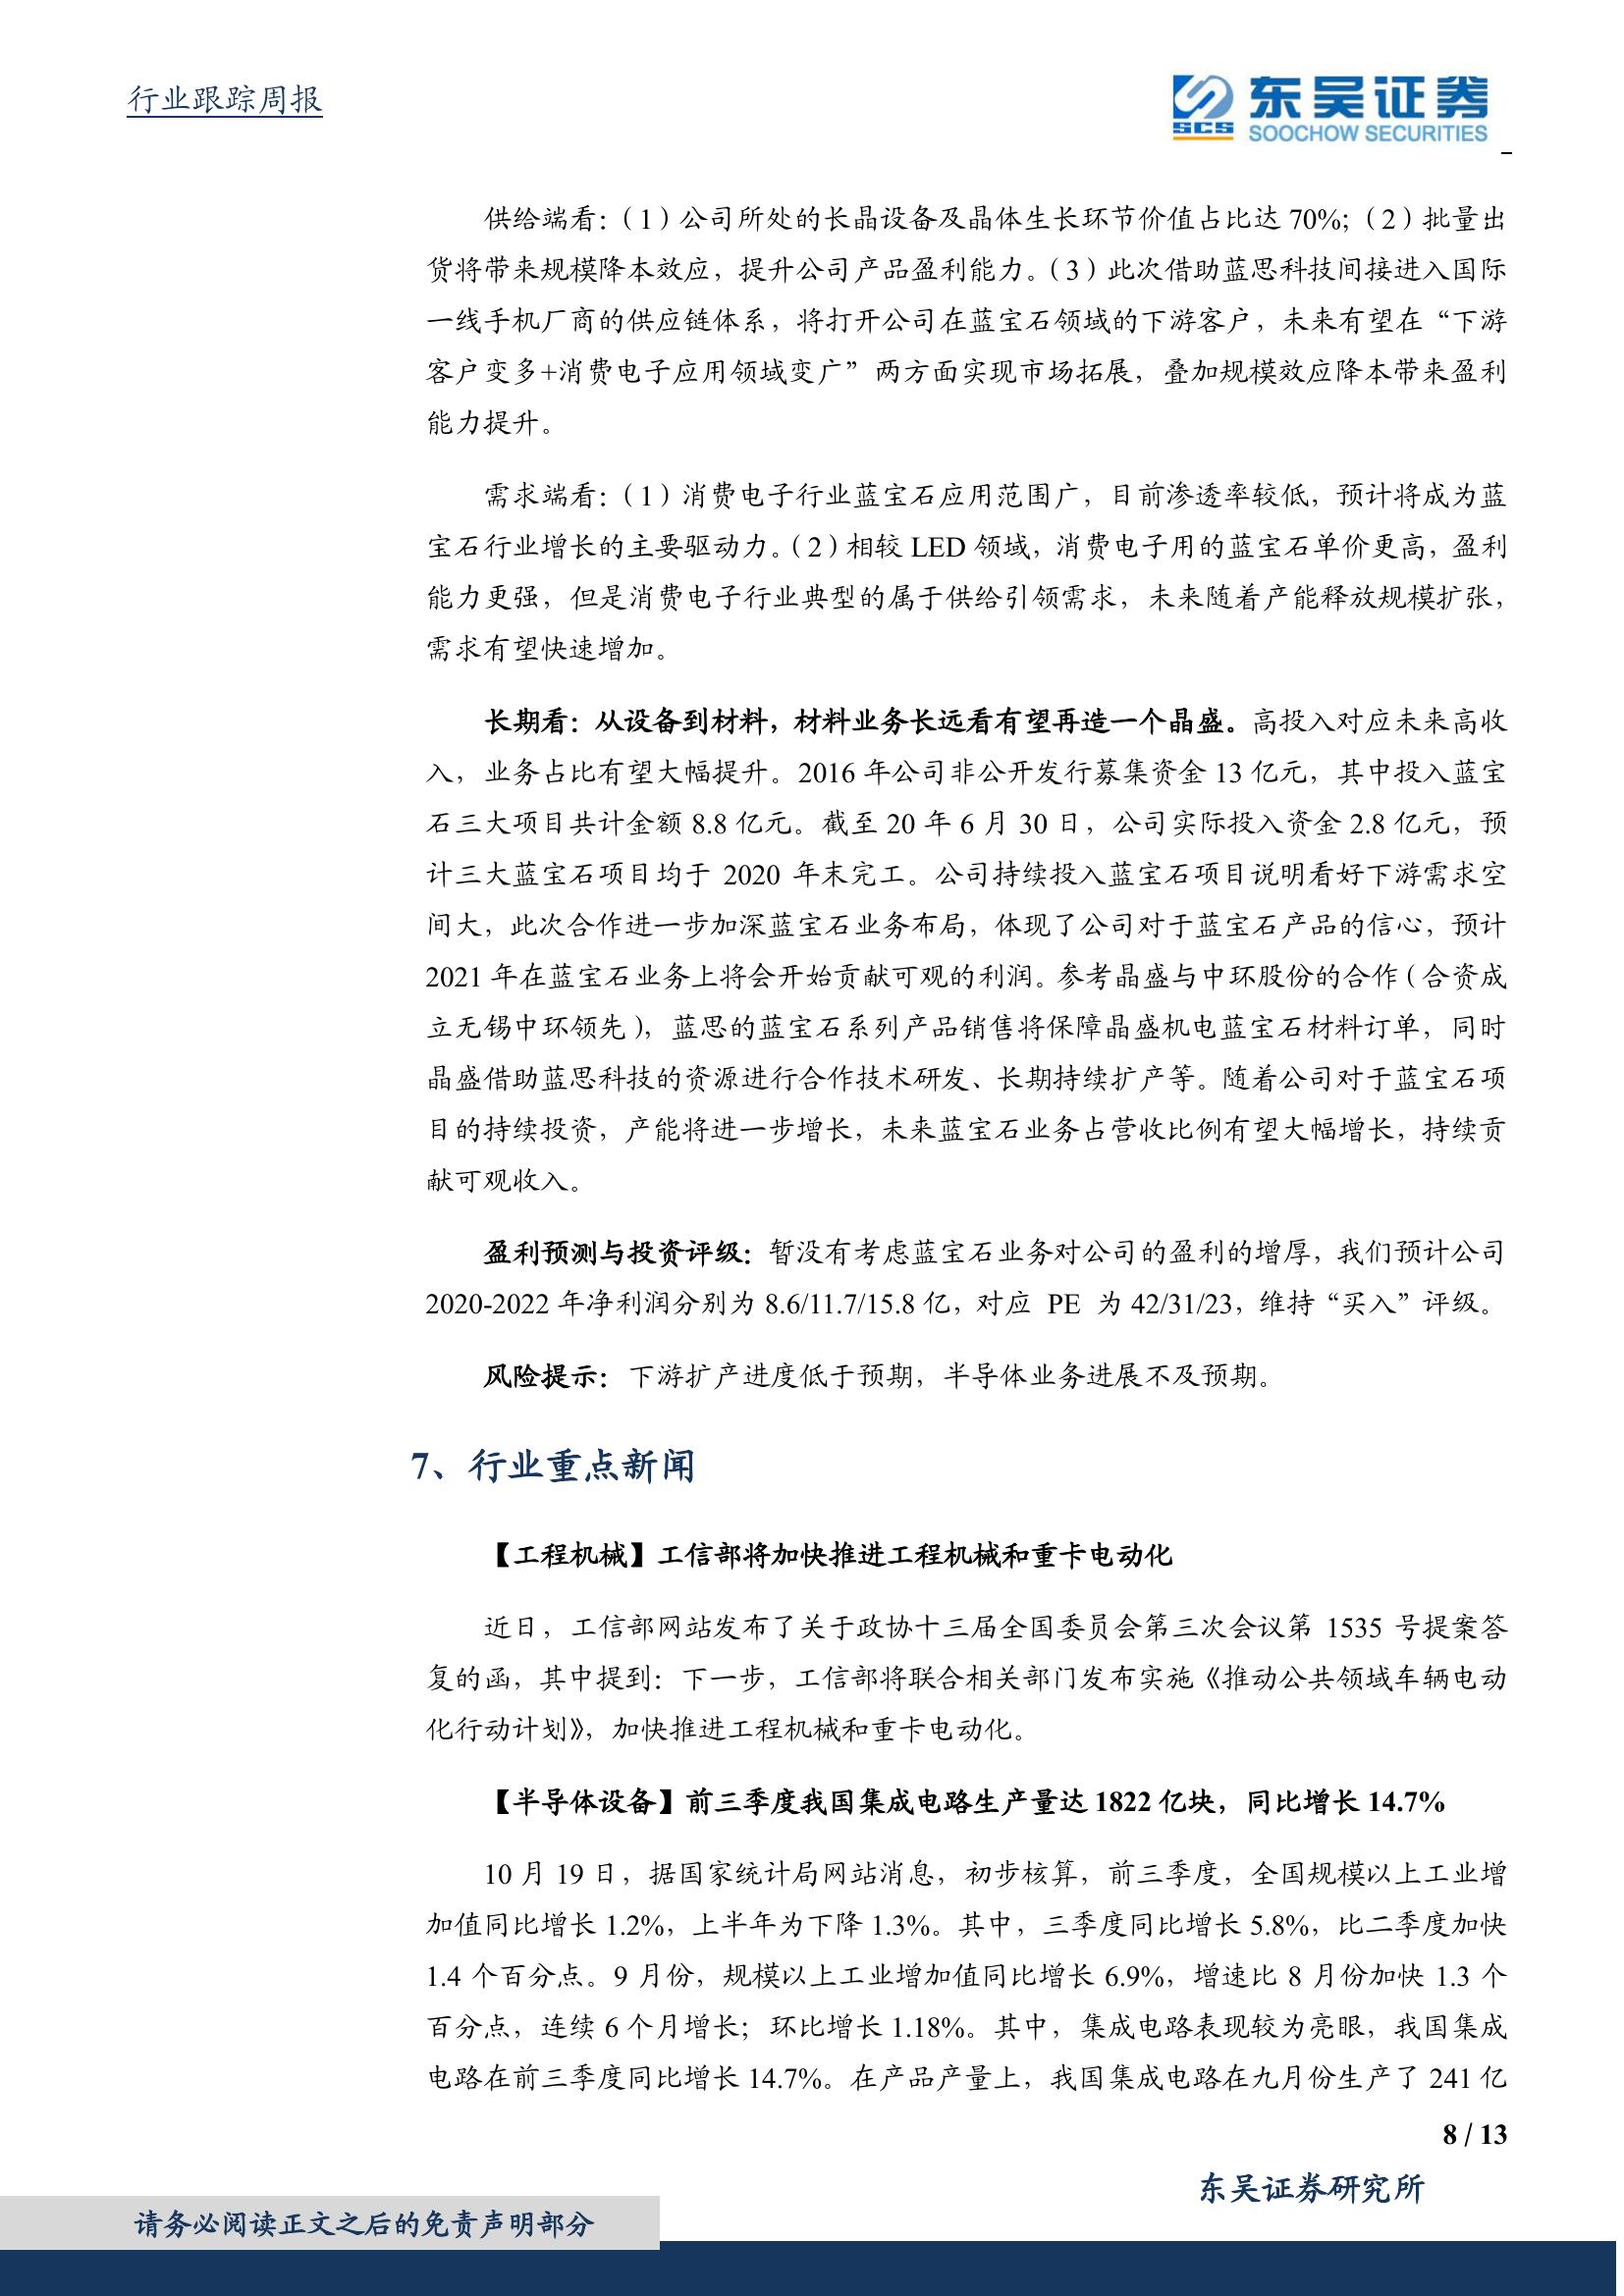 行业跟踪周报
SCS 东吴证券
SOOCHOW SECURITIES
供给端看：（1）公司所处的长晶设备及晶体生长环节价值占比达 70%;（2）批量出
货将带来规模降本效应，提升公司产品盈利能力。（3）此次借助蓝思科技间接进入国际
一线手机厂商的供应链体系，将打开公司在蓝宝石领域的下游客户，未来有望在“下游
客户变多+消费电子应用领域变广”两方面实现市场拓展，叠加规模效应降本带来盈利
能力提升。
需求端看：（1）消费电子行业蓝宝石应用范围广，目前渗透率较低，预计将成为蓝
宝石行业增长的主要驱动力。（2）相较 LED 领域，消费电子用的蓝宝石单价更高，盈利
能力更强，但是消费电子行业典型的属于供给引领需求，未来随着产能释放规模扩张，
需求有望快速增加。
长期看：从设备到材料，材料业务长远看有望再造一个晶盛。高投入对应未来高收
入，业务占比有望大幅提升。2016 年公司非公开发行募集资金 13 亿元，其中投入蓝宝
石三大项目共计金额 8.8 亿元。截至 20 年 6 月 30 日，公司实际投入资金 2.8 亿元，预
计三大蓝宝石项目均于 2020 年末完工。公司持续投入蓝宝石项目说明看好下游需求空
间大，此次合作进一步加深蓝宝石业务布局，体现了公司对于蓝宝石产品的信心，预计
2021 年在蓝宝石业务上将会开始贡献可观的利润。参考晶盛与中环股份的合作（合资成
立无锡中环领先），蓝思的蓝宝石系列产品销售将保障晶盛机电蓝宝石材料订单，同时
晶盛借助蓝思科技的资源进行合作技术研发、长期持续扩产等。随着公司对于蓝宝石项
目的持续投资，产能将进一步增长，未来蓝宝石业务占营收比例有望大幅增长，持续贡
献可观收入。
盈利预测与投资评级：暂没有考虑蓝宝石业务对公司的盈利的增厚，我们预计公司
2020-2022 年净利润分别为 8.6/11.7/15.8 亿，对应 PE 为 42/31/23，维持“买入”评级。
风险提示：下游扩产进度低于预期，半导体业务进展不及预期。
7、行业重点新闻
【工程机械】工信部将加快推进工程机械和重卡电动化
近日，工信部网站发布了关于政协十三届全国委员会第三次会议第 1535 号提案答
复的函，其中提到：下一步，工信部将联合相关部门发布实施《推动公共领域车辆电动
化行动计划》，加快推进工程机械和重卡电动化。
【半导体设备】前三季度我国集成电路生产量达 1822 亿块，同比增长 14.7%
10 月 19 日，据国家统计局网站消息，初步核算，前三季度，全国规模以上工业增
加值同比增长 1.2%，上半年为下降 1.3%。其中，三季度同比增长 5.8%，比二季度加快
1.4 个百分点。9 月份，规模以上工业增加值同比增长 6.9%，增速比 8 月份加快 1.3 个
百分点，连续 6 个月增长；环比增长 1.18%。其中，集成电路表现较为亮眼，我国集成
电路在前三季度同比增长 14.7%。在产品产量上，我国集成电路在九月份生产了 241 亿
8 / 13
东吴证券研究所
请务必阅读正文之后的免责声明部分